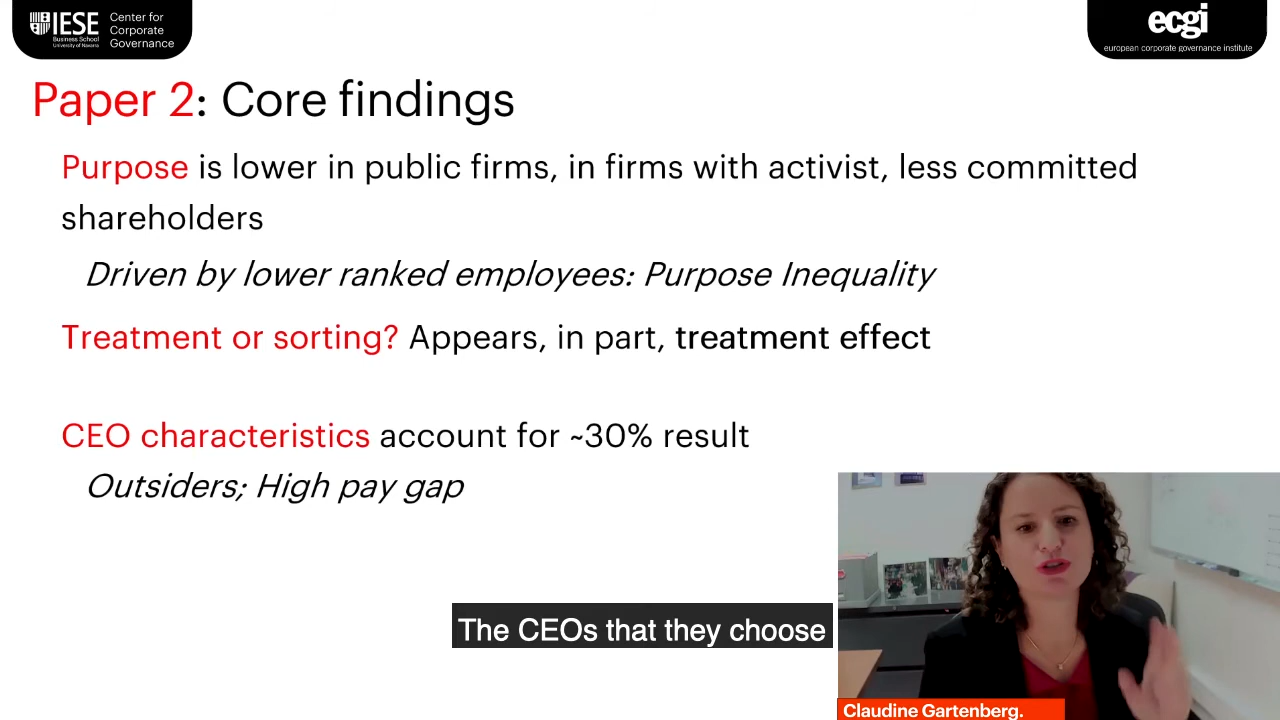 IESE
Business School
University of Navarra
Center for
Corporate
Governance
ecgi
european corporate governance institute
Paper 2: Core findings
Purpose is lower in public firms, in firms with activist, less committed
shareholders
Driven by lower ranked employees: Purpose Inequality
Treatment or sorting? Appears, in part, treatment effect
CEO characteristics account for ~30% result
Outsiders; High pay gap
The CEOs that they choose
Claudine Gartenberg.